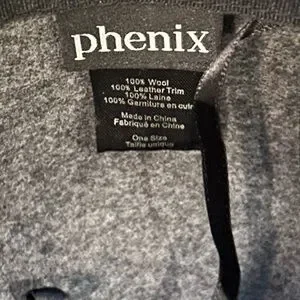 phenix
100% Wool
100% Leather Trim
100% Laine
100% Garniture en cuir
Made in China
Fabriqué en Chine
One Size
Taille unique